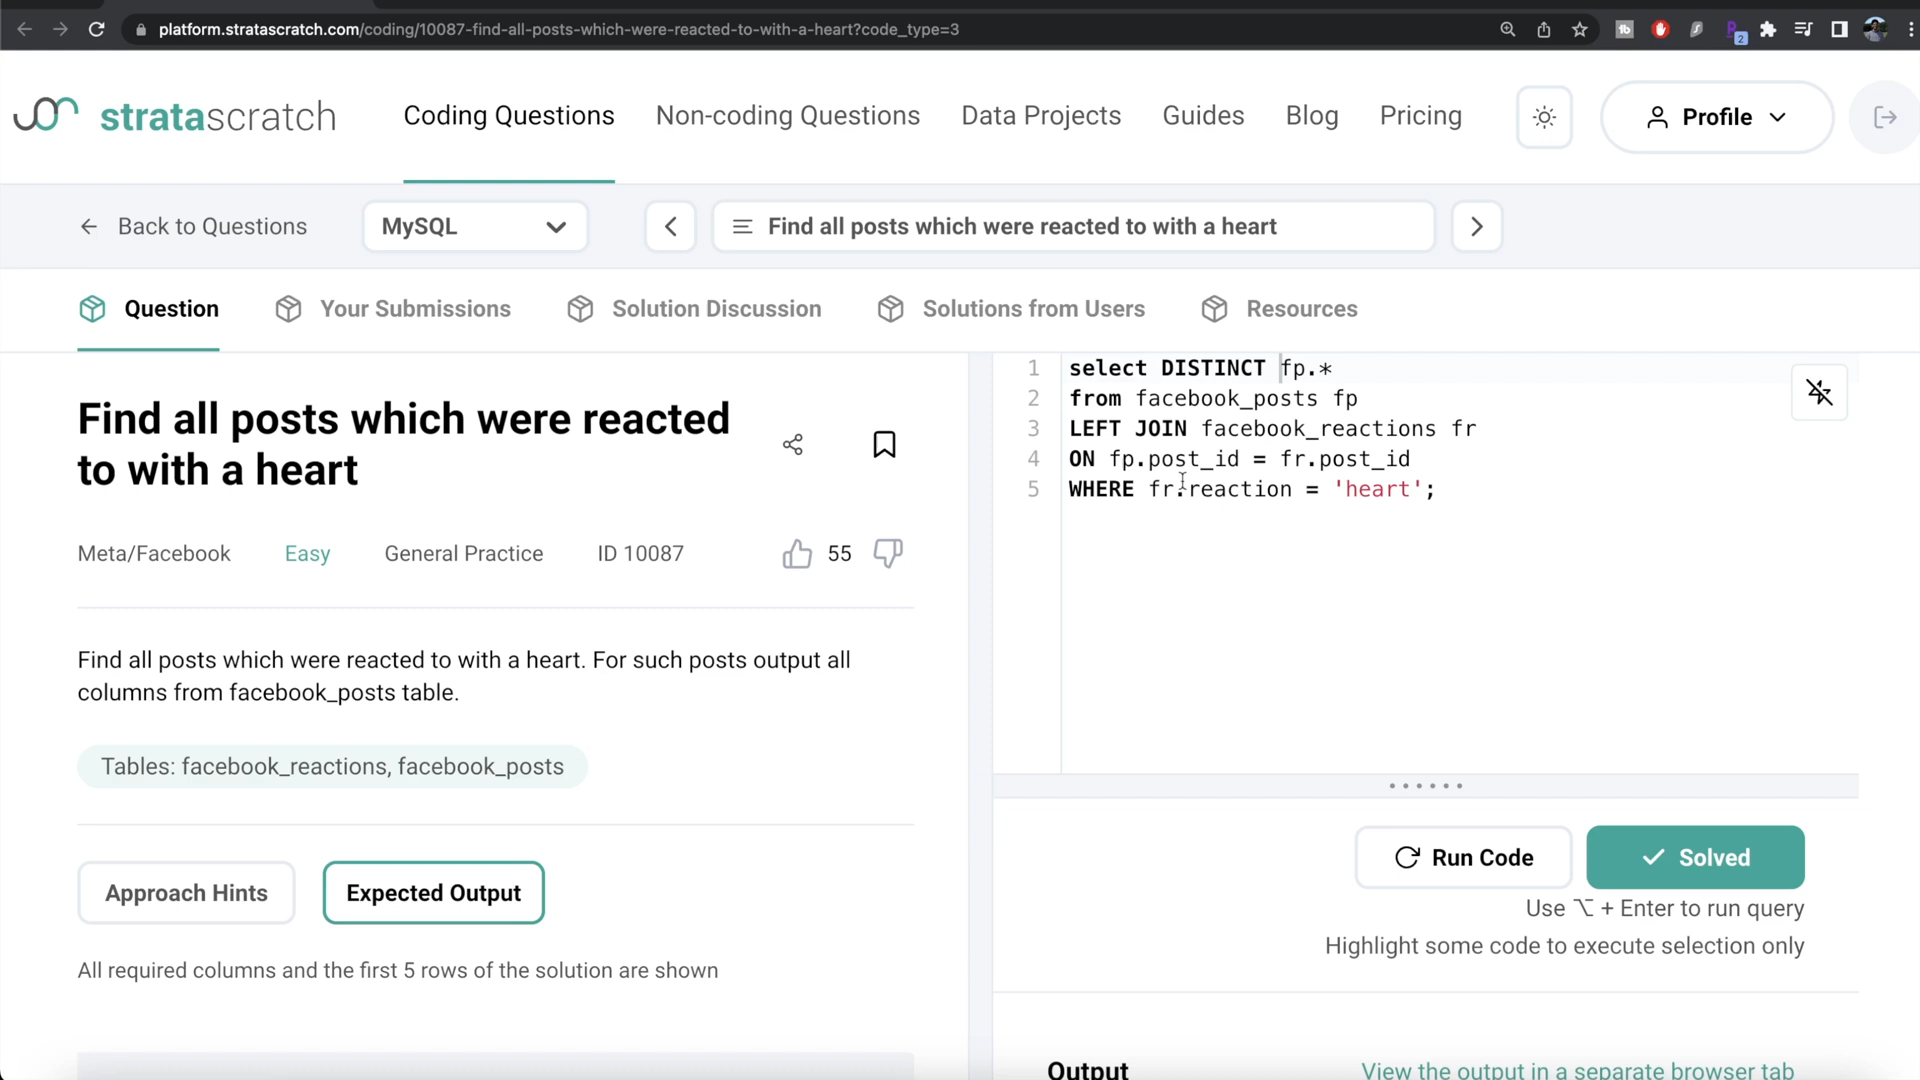 platform.stratascratch.com/coding/10087-find-all-posts-which-were-reacted-to-with-a-heart?code_type=3
tb
2
stratascratch
Coding Questions
Non-coding Questions
Data Projects
Guides
Blog
Pricing
Profile
Back to Questions
MySQL
Find all posts which were reacted to with a heart
Question
Your Submissions
Solution Discussion
Solutions from Users
Resources
Find all posts which were reacted
to with a heart
Meta/Facebook
Easy
General Practice
ID 10087
55
Find all posts which were reacted to with a heart. For such posts output all
columns from facebook_posts table.
Tables: facebook_reactions, facebook_posts
Approach Hints
Expected Output
All required columns and the first 5 rows of the solution are shown
1 select DISTINCT fp.*
2 from facebook_posts fp
3 LEFT JOIN facebook_reactions fr
4 ON fp.post_id = fr.post_id
5 WHERE fr.reaction = 'heart';
Run Code
Solved
Use ⌥ + Enter to run query
Highlight some code to execute selection only
Output
View the output in a separate browser tab